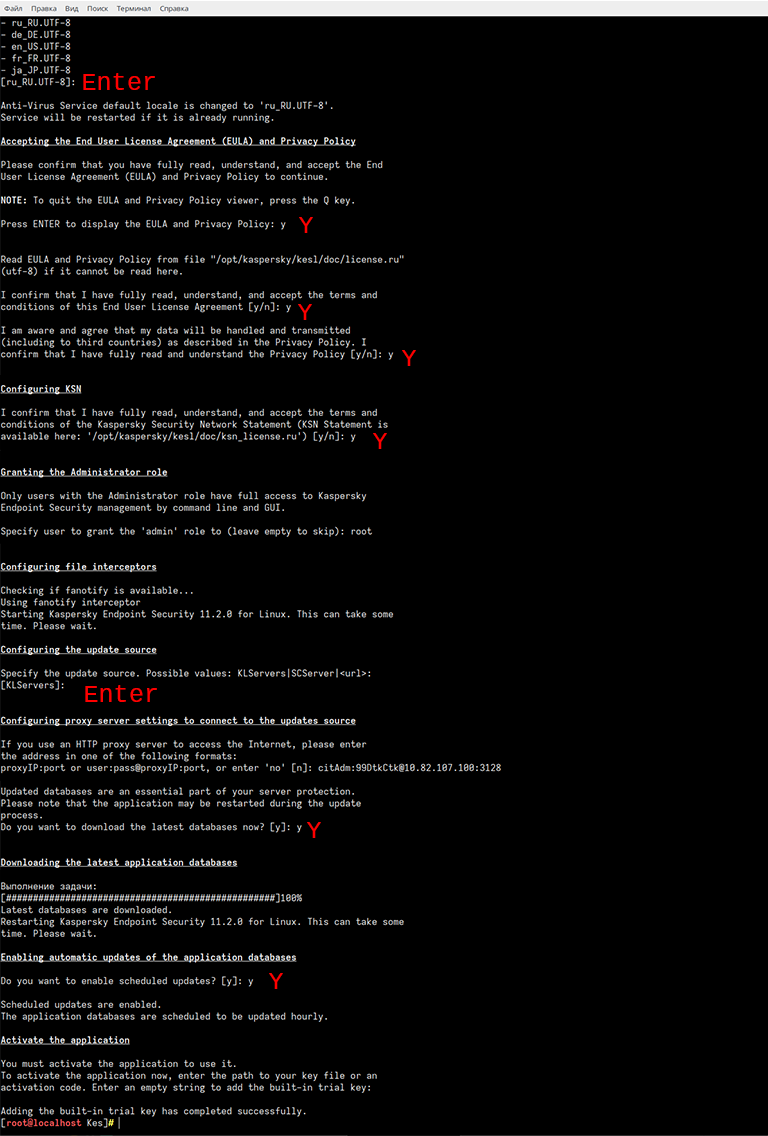 Файл Правка Вид Поиск Терминал Справка
- ru_RU.UTF-8
- de_DE.UTF-8
- en_US.UTF-8
- fr_FR.UTF-8
- ja_JP.UTF-8
[ru_RU.UTF-8]: Enter
Anti-Virus Service default locale is changed to 'ru_RU.UTF-8'.
Service will be restarted if it is already running.
Accepting the End User License Agreement (EULA) and Privacy Policy
Please confirm that you have fully read, understand, and accept the End
User License Agreement (EULA) and Privacy Policy to continue.
NOTE: To quit the EULA and Privacy Policy viewer, press the Q key.
Press ENTER to display the EULA and Privacy Policy: y Y
Read EULA and Privacy Policy from file "/opt/kaspersky/kesl/doc/license.ru"
(utf-8) if it cannot be read here.
I confirm that I have fully read, understand, and accept the terms and
conditions of this End User License Agreement [y/n]: y Y
I am aware and agree that my data will be handled and transmitted
(including to third countries) as described in the Privacy Policy. I
confirm that I have fully read and understand the Privacy Policy [y/n]: y Y
Configuring KSN
I confirm that I have fully read, understand, and accept the terms and
conditions of the Kaspersky Security Network Statement (KSN Statement is
available here: '/opt/kaspersky/kesl/doc/ksn_license.ru') [y/n]: y Y
Granting the Administrator role
Only users with the Administrator role have full access to Kaspersky
Endpoint Security management by command line and GUI.
Specify user to grant the 'admin' role to (leave empty to skip): root
Configuring file interceptors
Checking if fanotify is available...
Using fanotify interceptor
Starting Kaspersky Endpoint Security 11.2.0 for Linux. This can take some
time. Please wait.
Configuring the update source
Specify the update source. Possible values: KLServers|SCServer|<url>:
[KLServers]: Enter
Configuring proxy server settings to connect to the updates source
If you use an HTTP proxy server to access the Internet, please enter
the address in one of the following formats:
proxyIP:port or user:pass@proxyIP:port, or enter 'no' [n]: citAdm:99DtkCtk@10.82.107.100:3128
Updated databases are an essential part of your server protection.
Please note that the application may be restarted during the update
process.
Do you want to download the latest databases now? [y]: y Y
Downloading the latest application databases
Выполнение задачи:
[##################################################]100%
Latest databases are downloaded.
Restarting Kaspersky Endpoint Security 11.2.0 for Linux. This can take some
time. Please wait.
Enabling automatic updates of the application databases
Do you want to enable scheduled updates? [y]: y Y
Scheduled updates are enabled.
The application databases are scheduled to be updated hourly.
Activate the application
You must activate the application to use it.
To activate the application now, enter the path to your key file or an
activation code. Enter an empty string to add the built-in trial key:
Adding the built-in trial key has completed successfully.
[root@localhost Kes]#